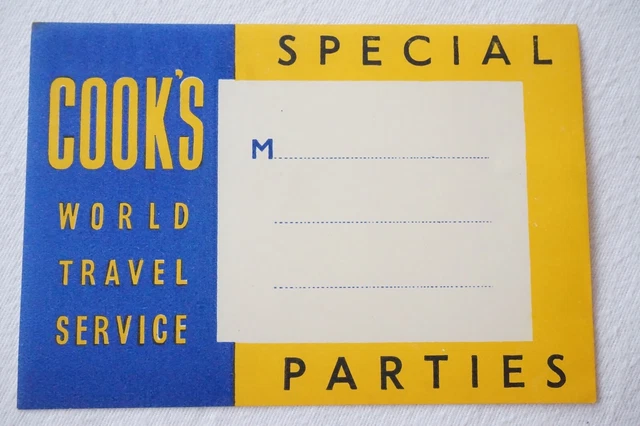 COOK'S
WORLD
TRAVEL
SERVICE
SPECIAL
M
PARTIES